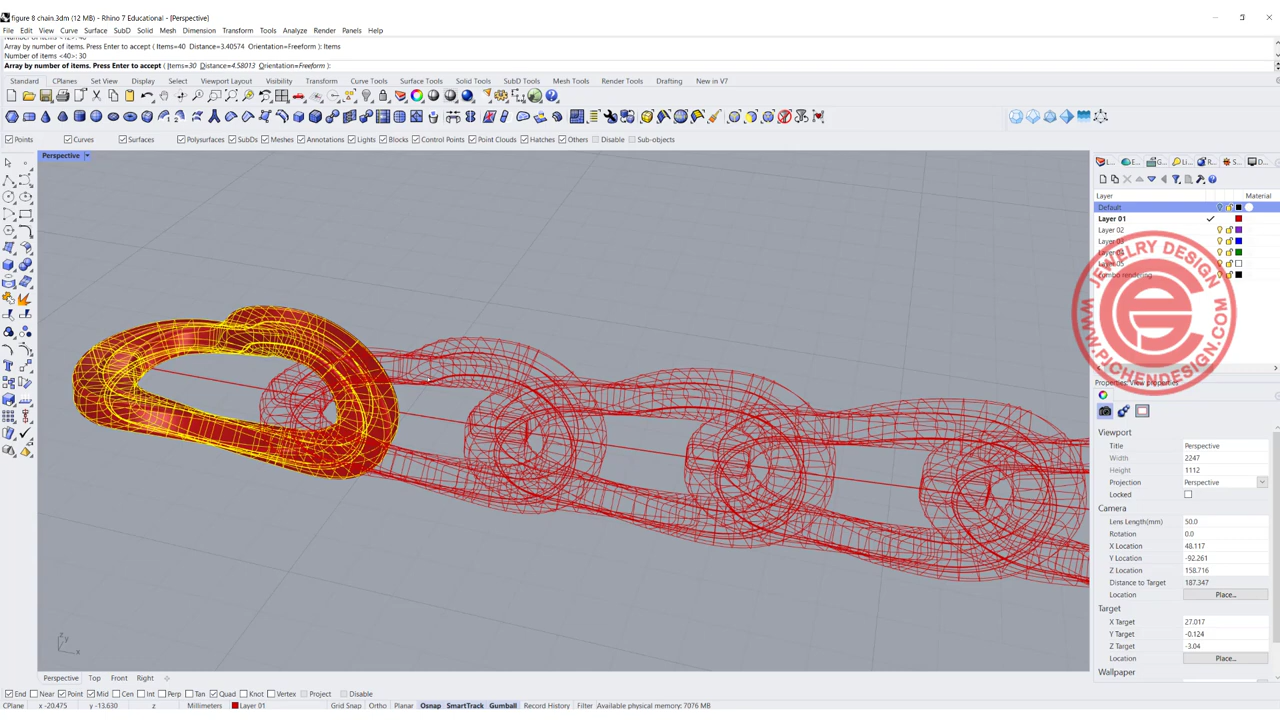 figure 8 chain.3dm (12 MB) - Rhino 7 Educational - [Perspective]
File Edit View Curve Surface SubD Solid Mesh Dimension Transform Tools Analyze Render Panels Help
Array by number of items. Press Enter to accept ( Items=40 Distance=3.40574 Orientation=Freeform ): Items
Number of items <40>: 30
Array by number of items. Press Enter to accept ( Items=30 Distance=4.58013 Orientation=Freeform ):
Standard CPlanes Set View Display Select Viewport Layout Visibility Transform Curve Tools Surface Tools Solid Tools SubD Tools Mesh Tools Render Tools Drafting New in V7
Points Curves Surfaces Polysurfaces SubDs Meshes Annotations Lights Blocks Control Points Point Clouds Hatches Others Disable Sub-objects
Perspective
Layer Material
Default
Layer 01
Layer 02
JEWELRY DESIGN
WWW.PICHENDESIGN.COM
Properties: View properties
Viewport
Title Perspective
Width 2247
Height 1112
Projection Perspective
Locked
Camera
Lens Length(mm) 50.0
Rotation 0.0
X Location 48.117
Y Location -92.261
Z Location 158.716
Distance to Target 187.347
Location Place...
Target
X Target 27.017
Y Target -0.124
Z Target -3.04
Location Place...
Wallpaper
z y x
Perspective Top Front Right
End Near Point Mid Cen Int Perp Tan Quad Knot Vertex Project Disable
CPlane x -20.475 y -13.630 z Millimeters Layer 01 Grid Snap Ortho Planar Osnap SmartTrack Gumball Record History Filter Available physical memory: 7076 MB